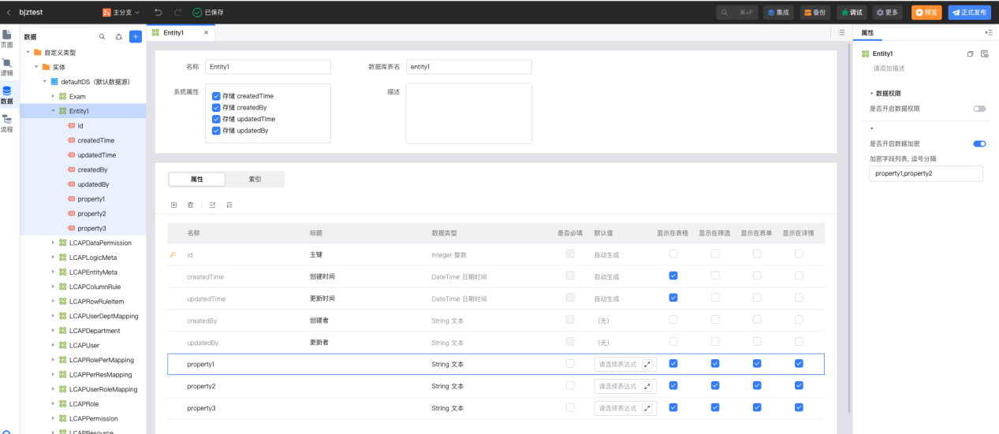 bjztest 主分支 已保存 ⌘+F 集成 备份 调试 更多 预览 正式发布
页面
逻辑
数据
流程
数据
自定义类型
实体
defaultDS（默认数据源）
Exam
Entity1
id
createdTime
updatedTime
createdBy
updatedBy
property1
property2
property3
LCAPDataPermission
LCAPLogicMeta
LCAPEntityMeta
LCAPColumnRule
LCAPRowRuleItem
LCAPUserDeptMapping
LCAPDepartment
LCAPUser
LCAPRolePerMapping
LCAPPerResMapping
LCAPUserRoleMapping
LCAPRole
LCAPPermission
LCAPResource
Entity1 ×
名称 Entity1 数据库表名 entity1
系统属性 描述
存储 createdTime
存储 createdBy
存储 updatedTime
存储 updatedBy
属性 索引
名称 标题 数据类型 是否必填 默认值 显示在表格 显示在筛选 显示在表单 显示在详情
id 主键 Integer 整数 自动生成
createdTime 创建时间 DateTime 日期时间 自动生成
updatedTime 更新时间 DateTime 日期时间 自动生成
createdBy 创建者 String 文本 （无）
updatedBy 更新者 String 文本 （无）
property1 String 文本 请选择表达式
property2 String 文本 请选择表达式
property3 String 文本 请选择表达式
属性
Entity1
请添加描述
数据权限
是否开启数据权限
是否开启数据加密
加密字段列表, 逗号分隔
property1,property2